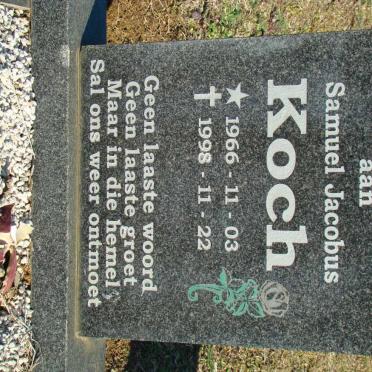 aan
Samuel Jacobus
Koch
★ 1966 - 11 - 03
✝ 1998 - 11 - 22
Geen laaste woord
Geen laaste groet
Maar in die hemel,
Sal ons weer ontmoet